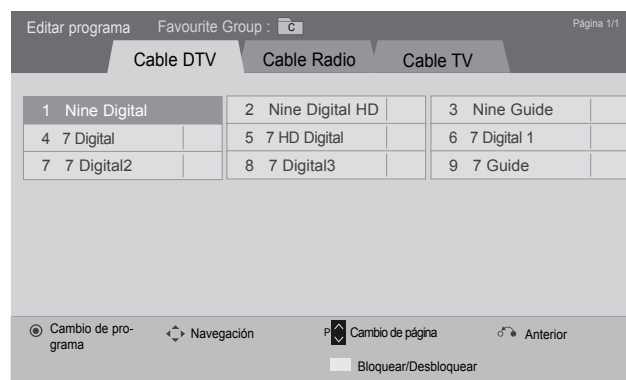 Editar programa Favourite Group : C Página 1/1
Cable DTV Cable Radio Cable TV
1 Nine Digital 2 Nine Digital HD 3 Nine Guide
4 7 Digital 5 7 HD Digital 6 7 Digital 1
7 7 Digital2 8 7 Digital3 9 7 Guide
Cambio de pro-
grama
Navegación P Cambio de página Anterior
Bloquear/Desbloquear